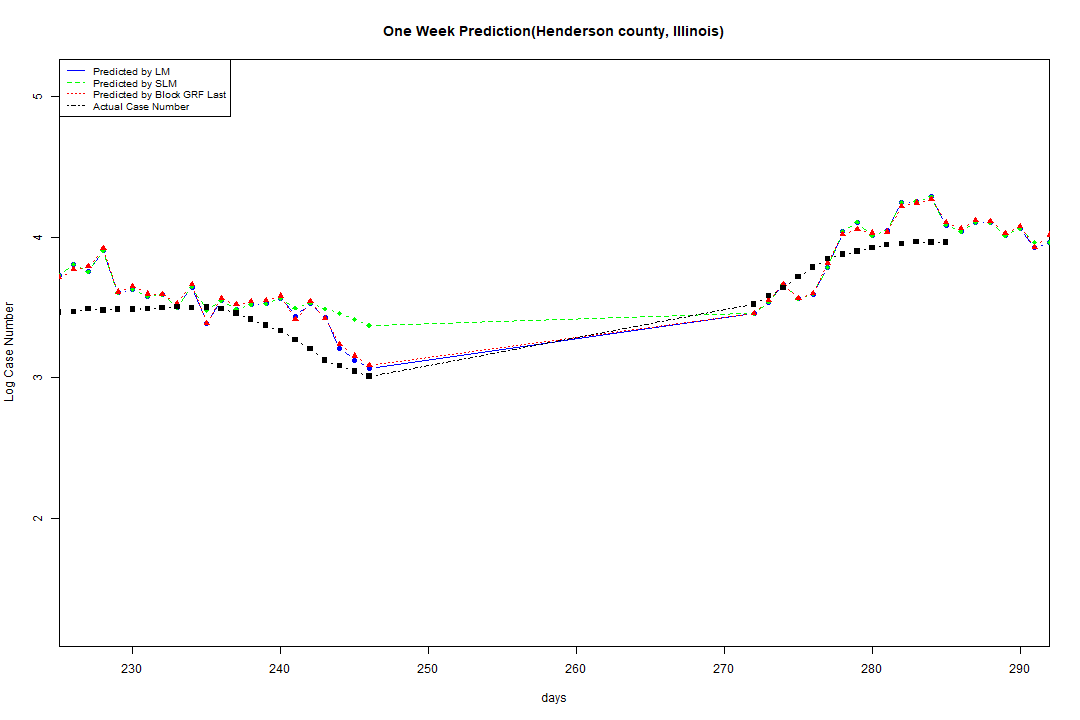 One Week Prediction(Henderson county, Illinois)
Predicted by LM
Predicted by SLM
Predicted by Block GRF Last
Actual Case Number
5
4
3
2
Log Case Number
230 240 250 260 270 280 290
days